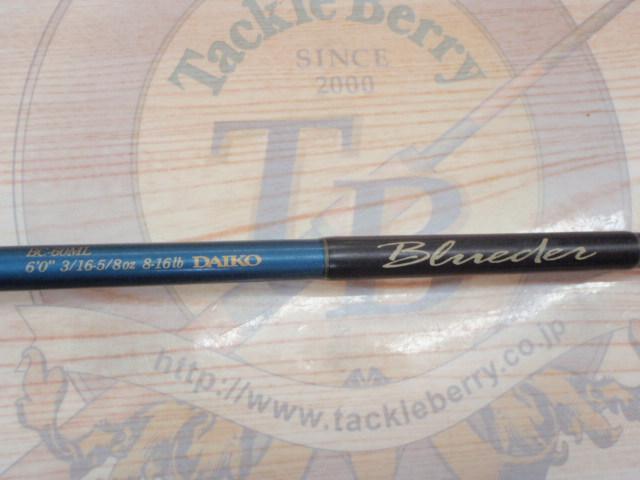 Tackle Berry
SINCE
2000
TB
BC-60ML
6'0" 3/16-5/8oz 8-16lb DAIKO
Blueder
http://www.tackleberry.co.jp